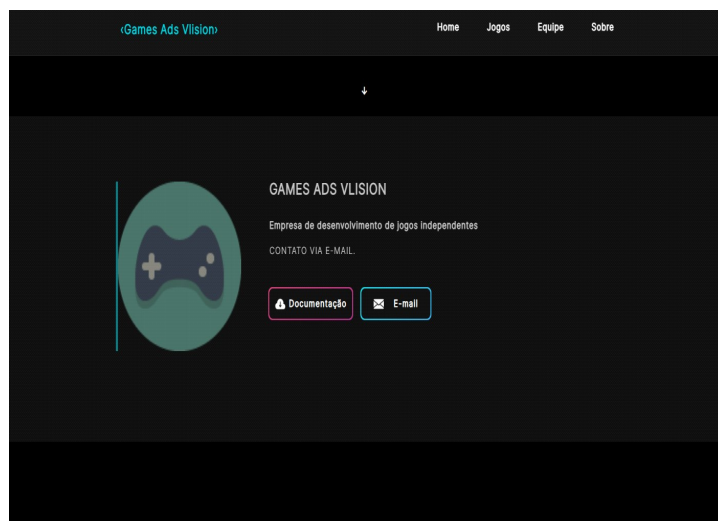 ‹Games Ads Vlision›
Home Jogos Equipe Sobre
GAMES ADS VLISION
Empresa de desenvolvimento de jogos independentes
CONTATO VIA E-MAIL.
Documentação E-mail